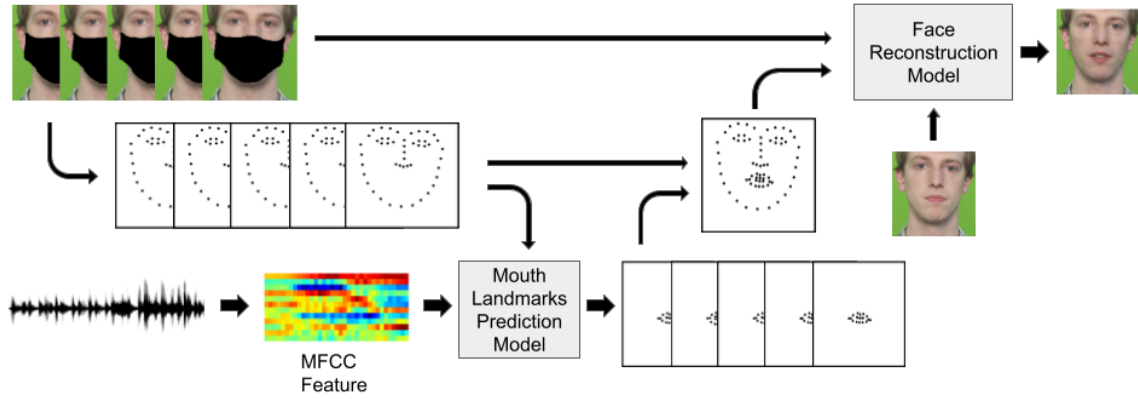 Face
Reconstruction
Model
Mouth
Landmarks
Prediction
Model
MFCC
Feature